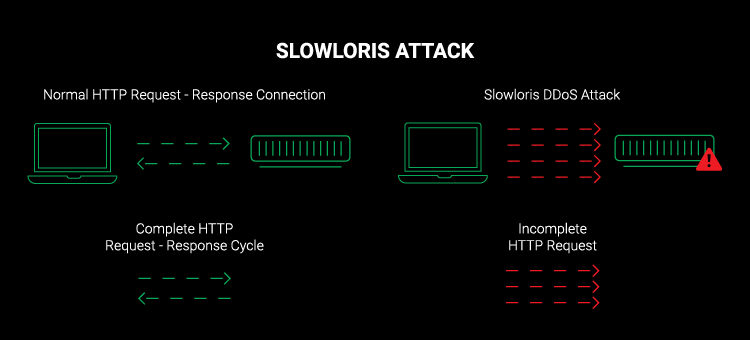 SLOWLORIS ATTACK
Normal HTTP Request - Response Connection
Slowloris DDoS Attack
Complete HTTP
Request - Response Cycle
Incomplete
HTTP Request